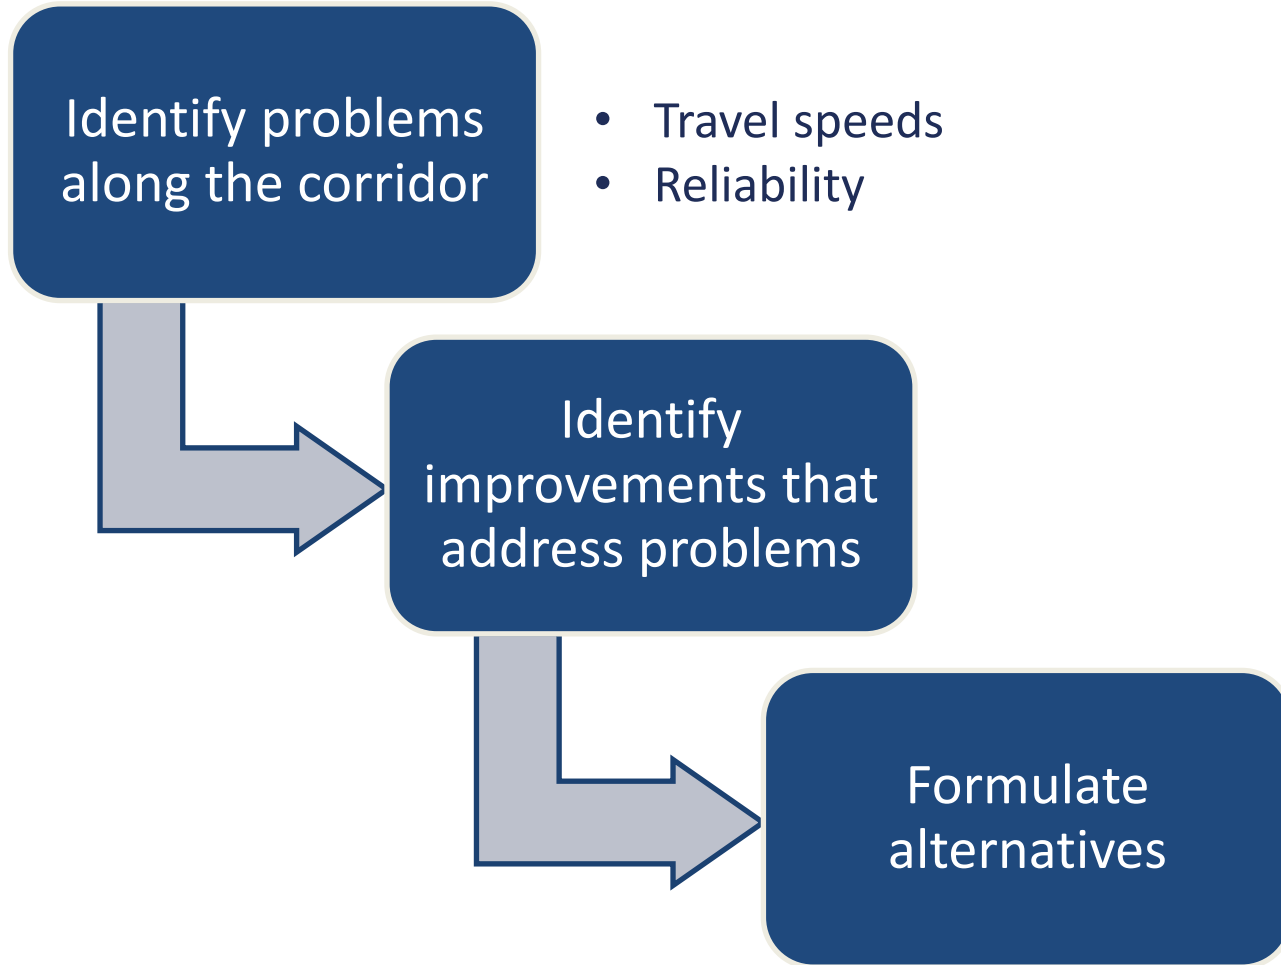 Identify problems
along the corridor
• Travel speeds
• Reliability
Identify
improvements that
address problems
Formulate
alternatives